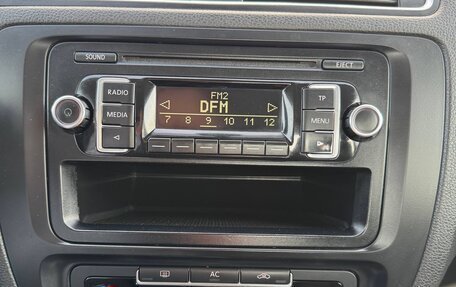 SOUND
EJECT
RADIO
FM2
TP
DFM
MEDIA
7 8 9 10 11 12
MENU
AC